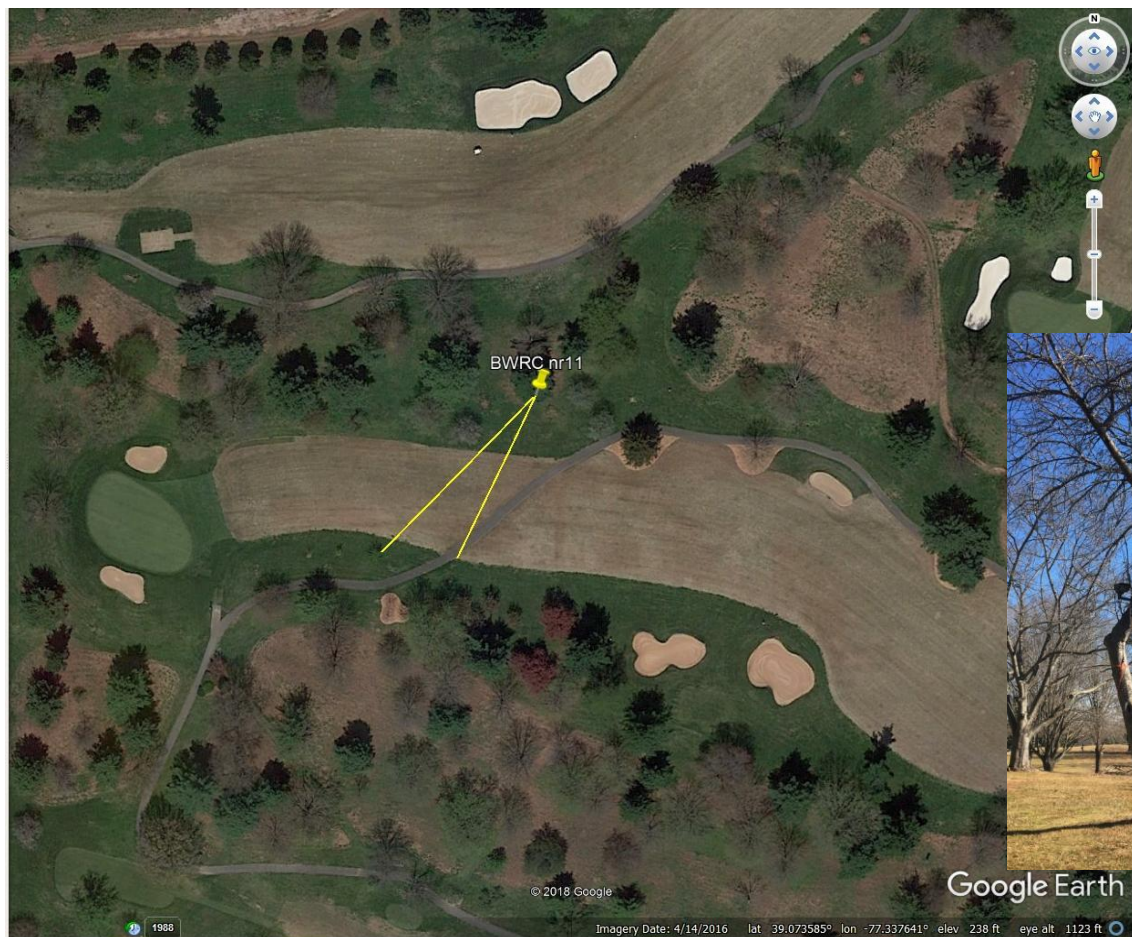 N
BWRC nr11
© 2018 Google
Google Earth
1988
Imagery Date: 4/14/2016 lat 39.073585° lon -77.337641° elev 238 ft eye alt 1123 ft